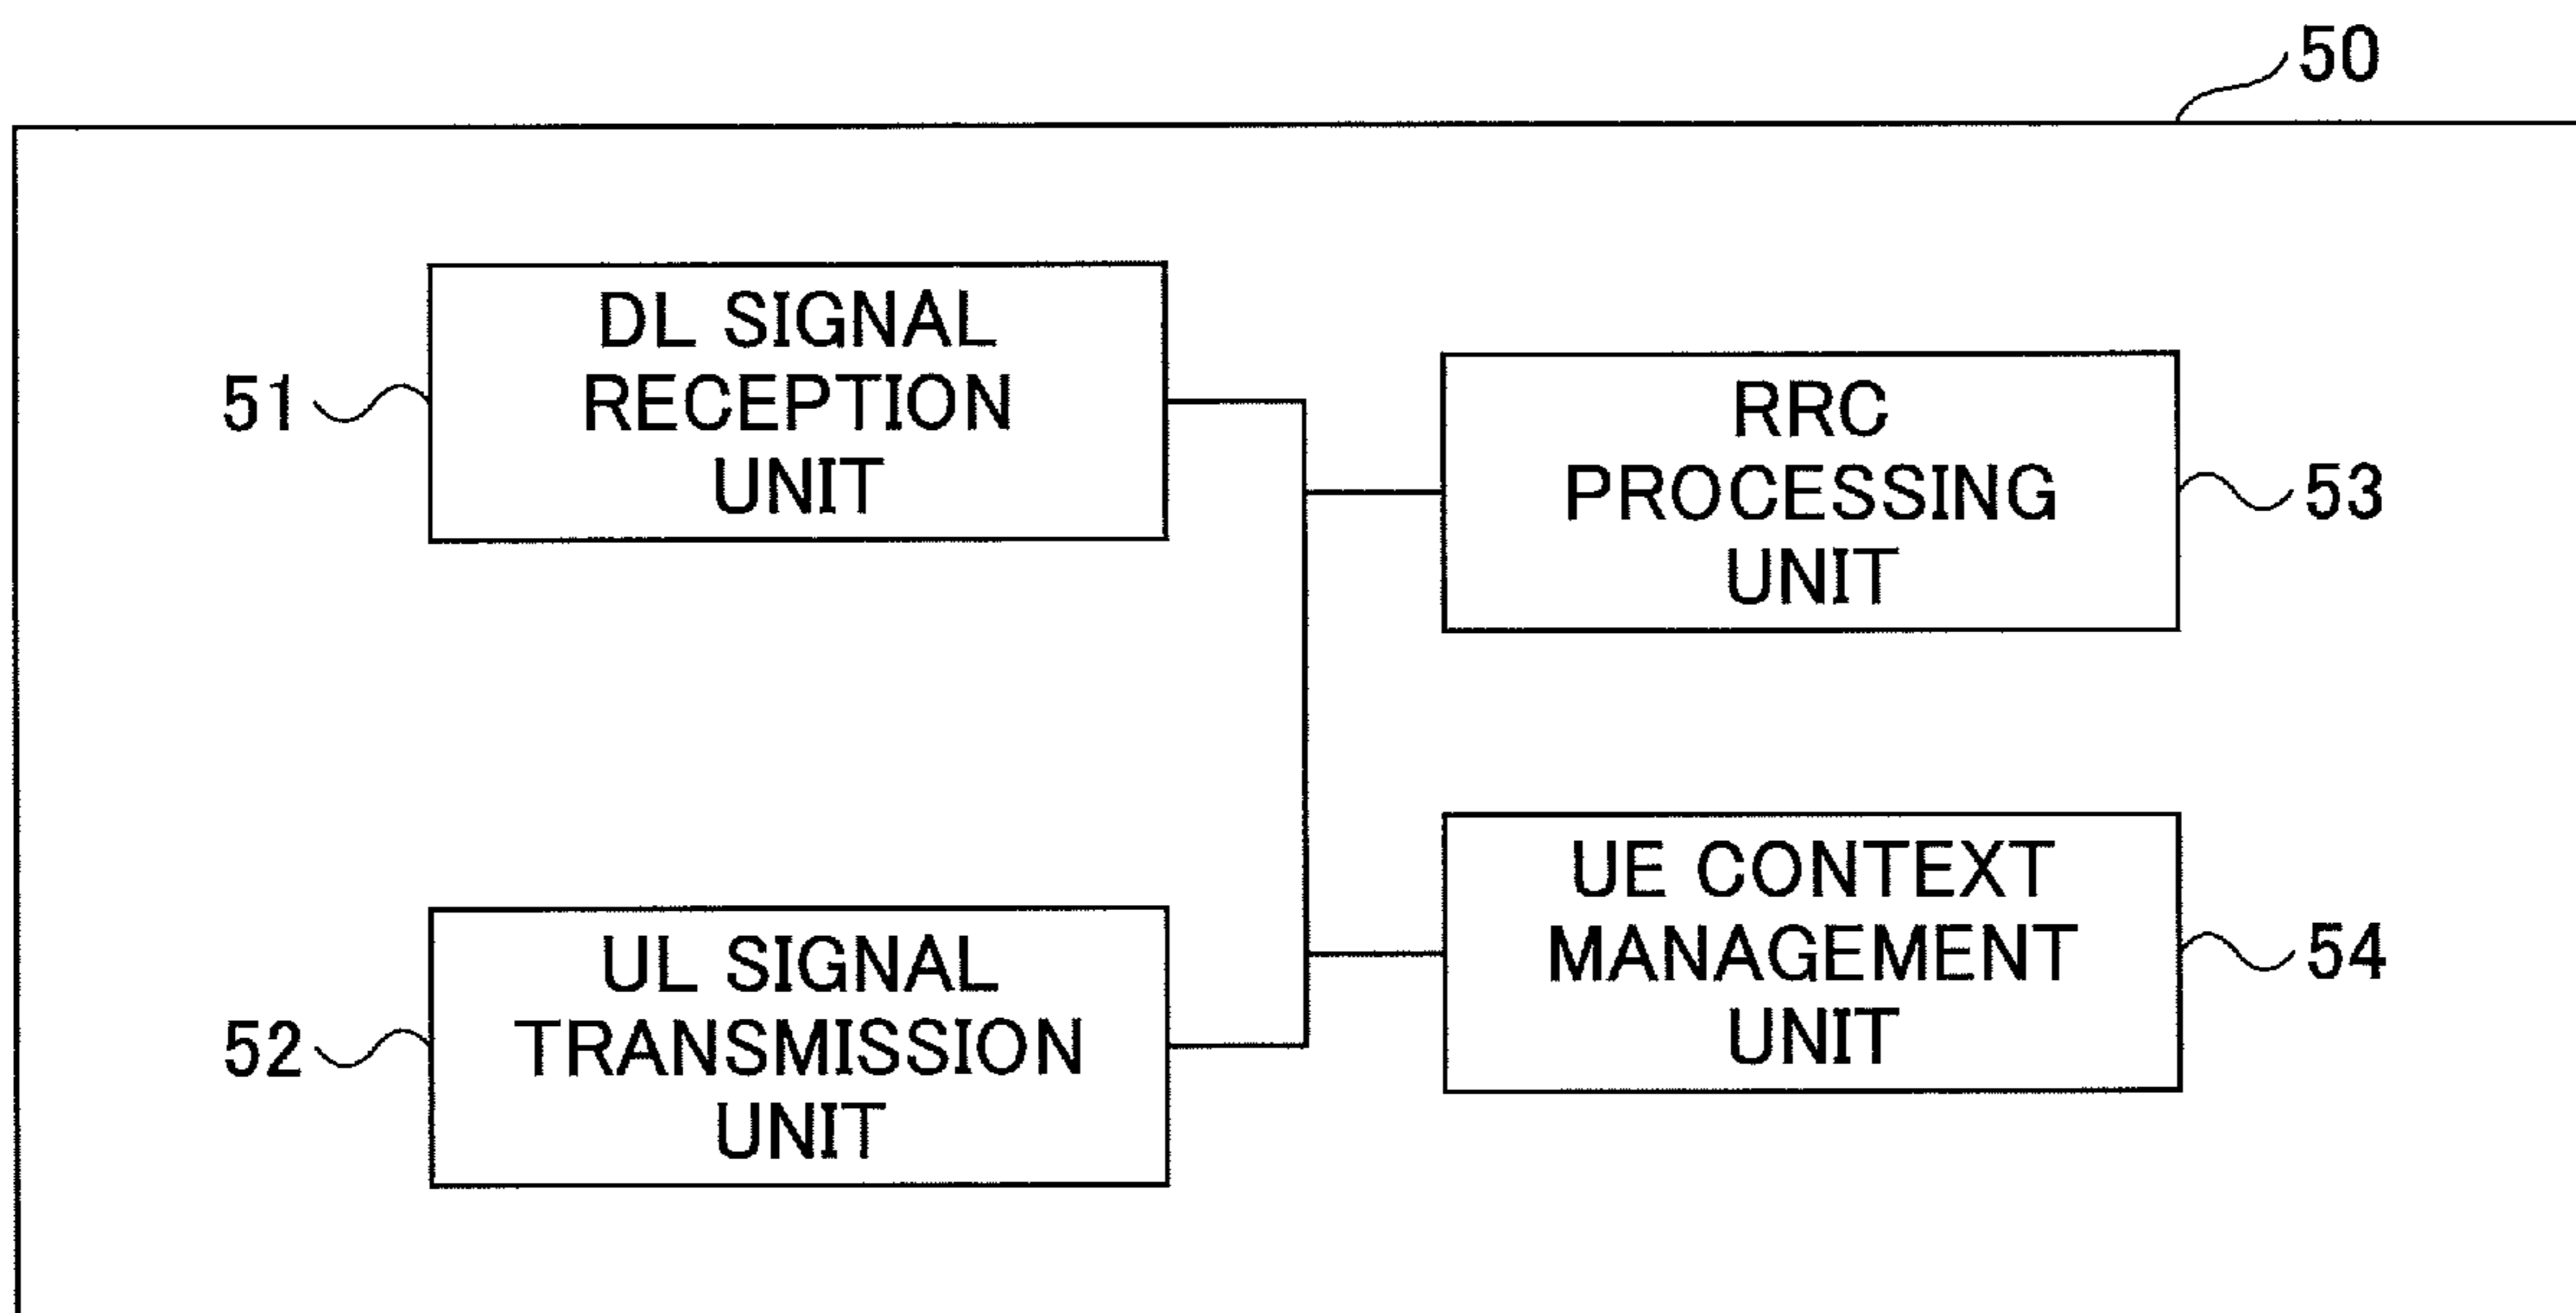 50
51
DL SIGNAL
RECEPTION
UNIT
RRC
PROCESSING
UNIT
53
52
UL SIGNAL
TRANSMISSION
UNIT
UE CONTEXT
MANAGEMENT
UNIT
54